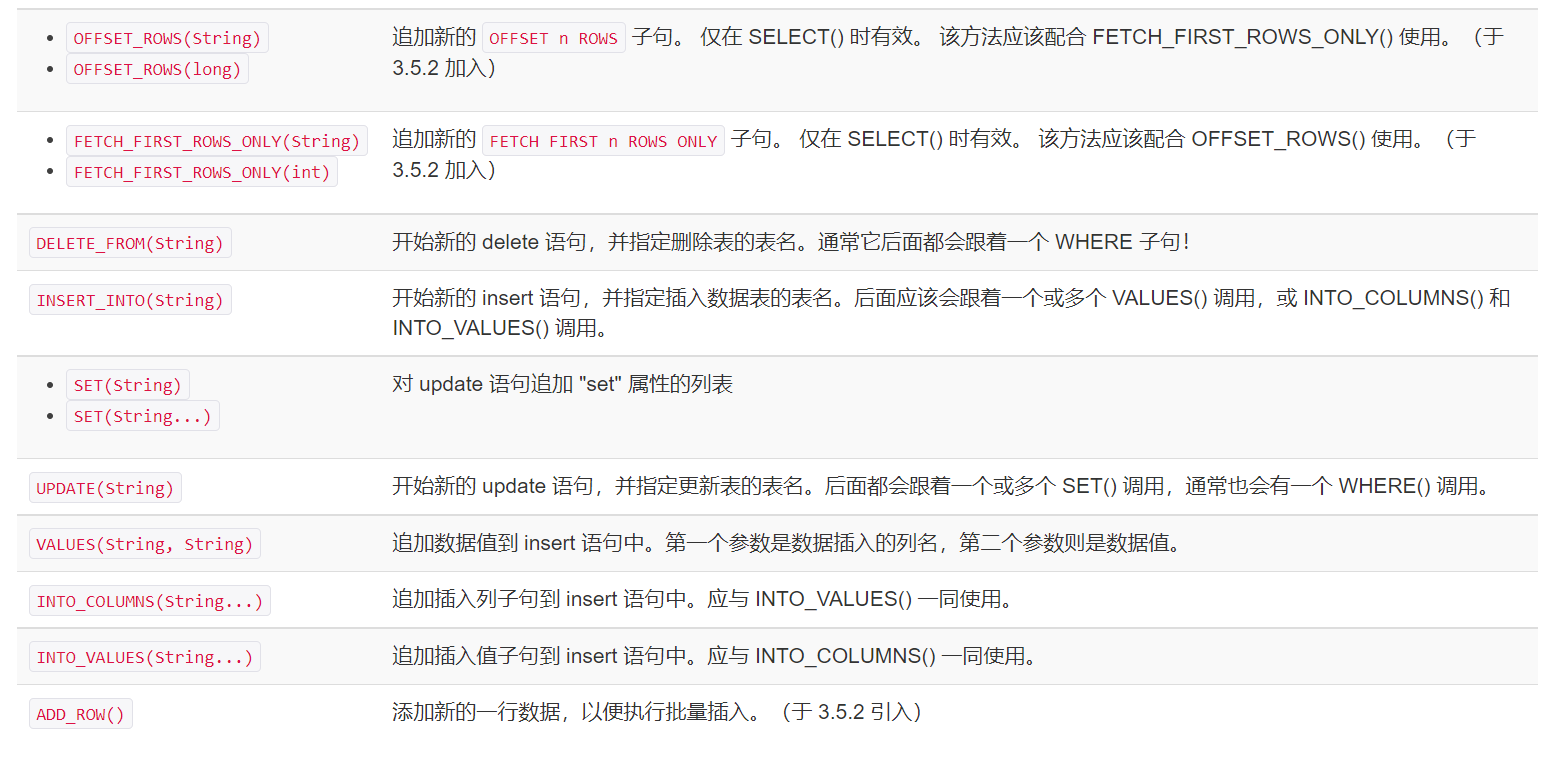 OFFSET_ROWS(String)
OFFSET_ROWS(long)
追加新的 OFFSET n ROWS 子句。 仅在 SELECT() 时有效。 该方法应该配合 FETCH_FIRST_ROWS_ONLY() 使用。（于
3.5.2 加入）
FETCH_FIRST_ROWS_ONLY(String)
FETCH_FIRST_ROWS_ONLY(int)
追加新的 FETCH FIRST n ROWS ONLY 子句。 仅在 SELECT() 时有效。 该方法应该配合 OFFSET_ROWS() 使用。（于
3.5.2 加入）
DELETE_FROM(String)
开始新的 delete 语句，并指定删除表的表名。通常它后面都会跟着一个 WHERE 子句！
INSERT_INTO(String)
开始新的 insert 语句，并指定插入数据表的表名。后面应该会跟着一个或多个 VALUES() 调用，或 INTO_COLUMNS() 和
INTO_VALUES() 调用。
SET(String)
SET(String...)
对 update 语句追加 "set" 属性的列表
UPDATE(String)
开始新的 update 语句，并指定更新表的表名。后面都会跟着一个或多个 SET() 调用，通常也会有一个 WHERE() 调用。
VALUES(String, String)
追加数据值到 insert 语句中。第一个参数是数据插入的列名，第二个参数则是数据值。
INTO_COLUMNS(String...)
追加插入列子句到 insert 语句中。应与 INTO_VALUES() 一同使用。
INTO_VALUES(String...)
追加插入值子句到 insert 语句中。应与 INTO_COLUMNS() 一同使用。
ADD_ROW()
添加新的一行数据，以便执行批量插入。（于 3.5.2 引入）